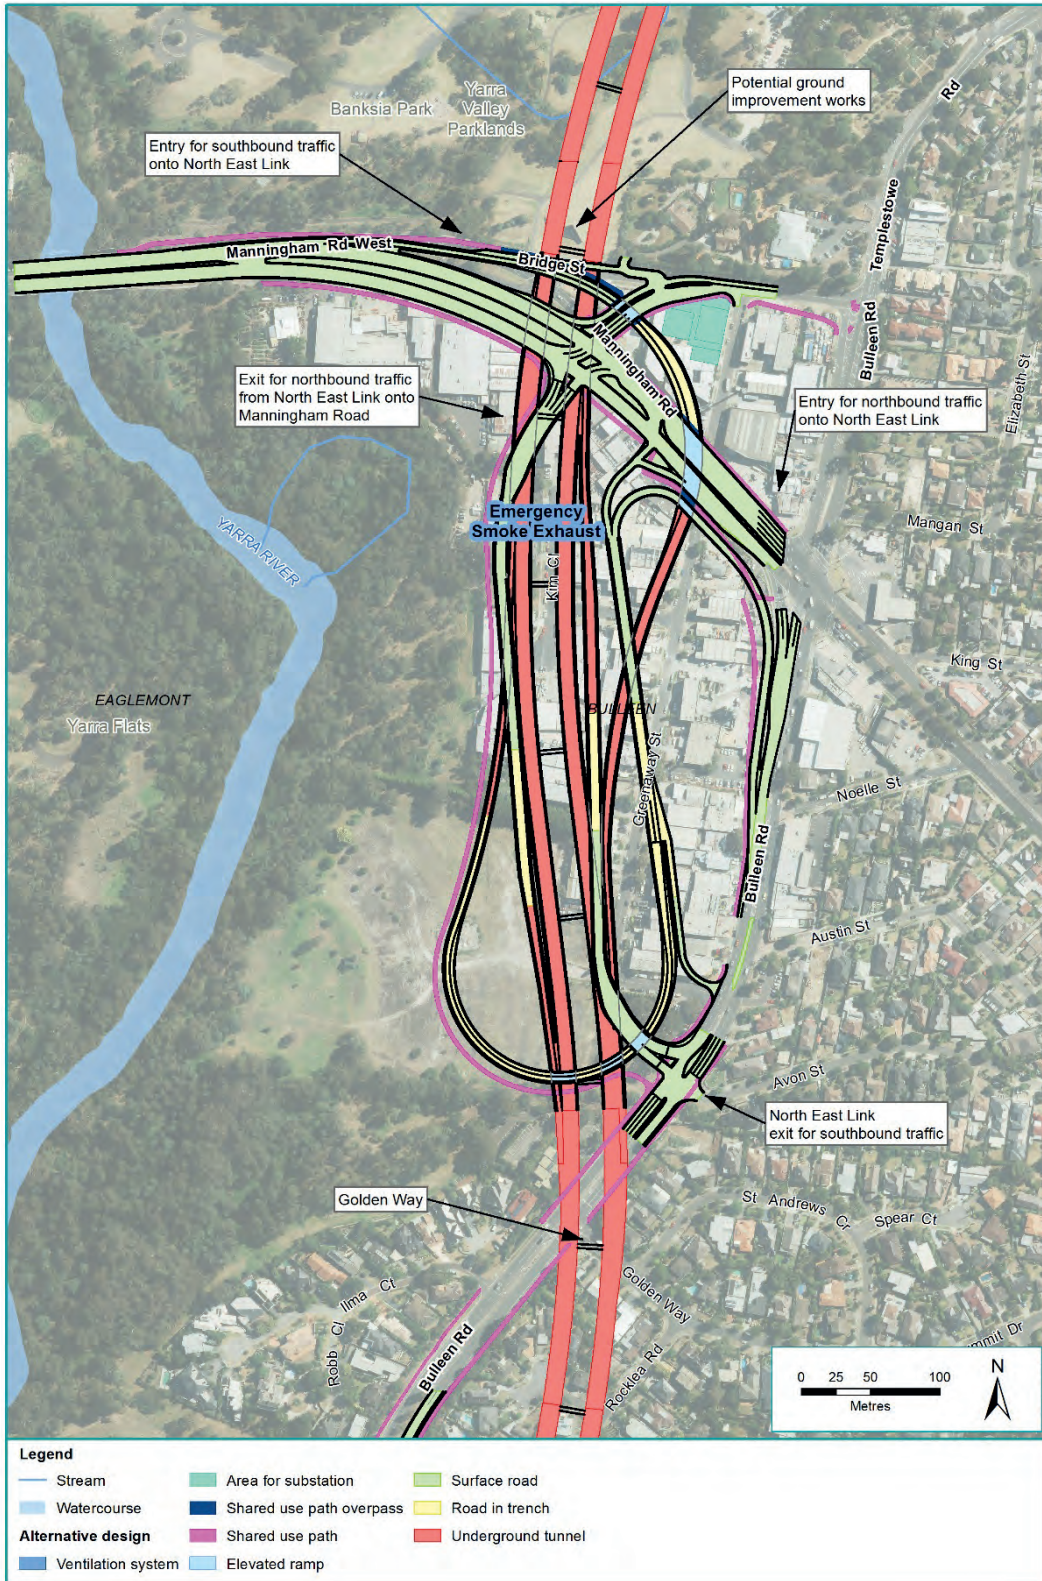 Banksia Park
Yarra
Valley
Parklands
Potential ground
improvement works
Rd
Entry for southbound traffic
onto North East Link
Templestowe
Manningham Rd West
Bridge St
Bulleen Rd
Manningham Rd
Elizabeth St
Exit for northbound traffic
from North East Link onto
Manningham Road
Entry for northbound traffic
onto North East Link
Emergency
Smoke Exhaust
Mangan St
YARRA RIVER
Kim Cl
King St
EAGLEMONT
Yarra Flats
BULLEEN
Greenaway St
Noelle St
Bulleen Rd
Austin St
Avon St
North East Link
exit for southbound traffic
Golden Way
St Andrews Cr
Spear Ct
Golden Way
Ilma Ct
Robb Cl
Bulleen Rd
Rocklea Rd
mmit Dr
N
0 25 50 100
Metres
Legend
Stream
Watercourse
Alternative design
Ventilation system
Area for substation
Shared use path overpass
Shared use path
Elevated ramp
Surface road
Road in trench
Underground tunnel